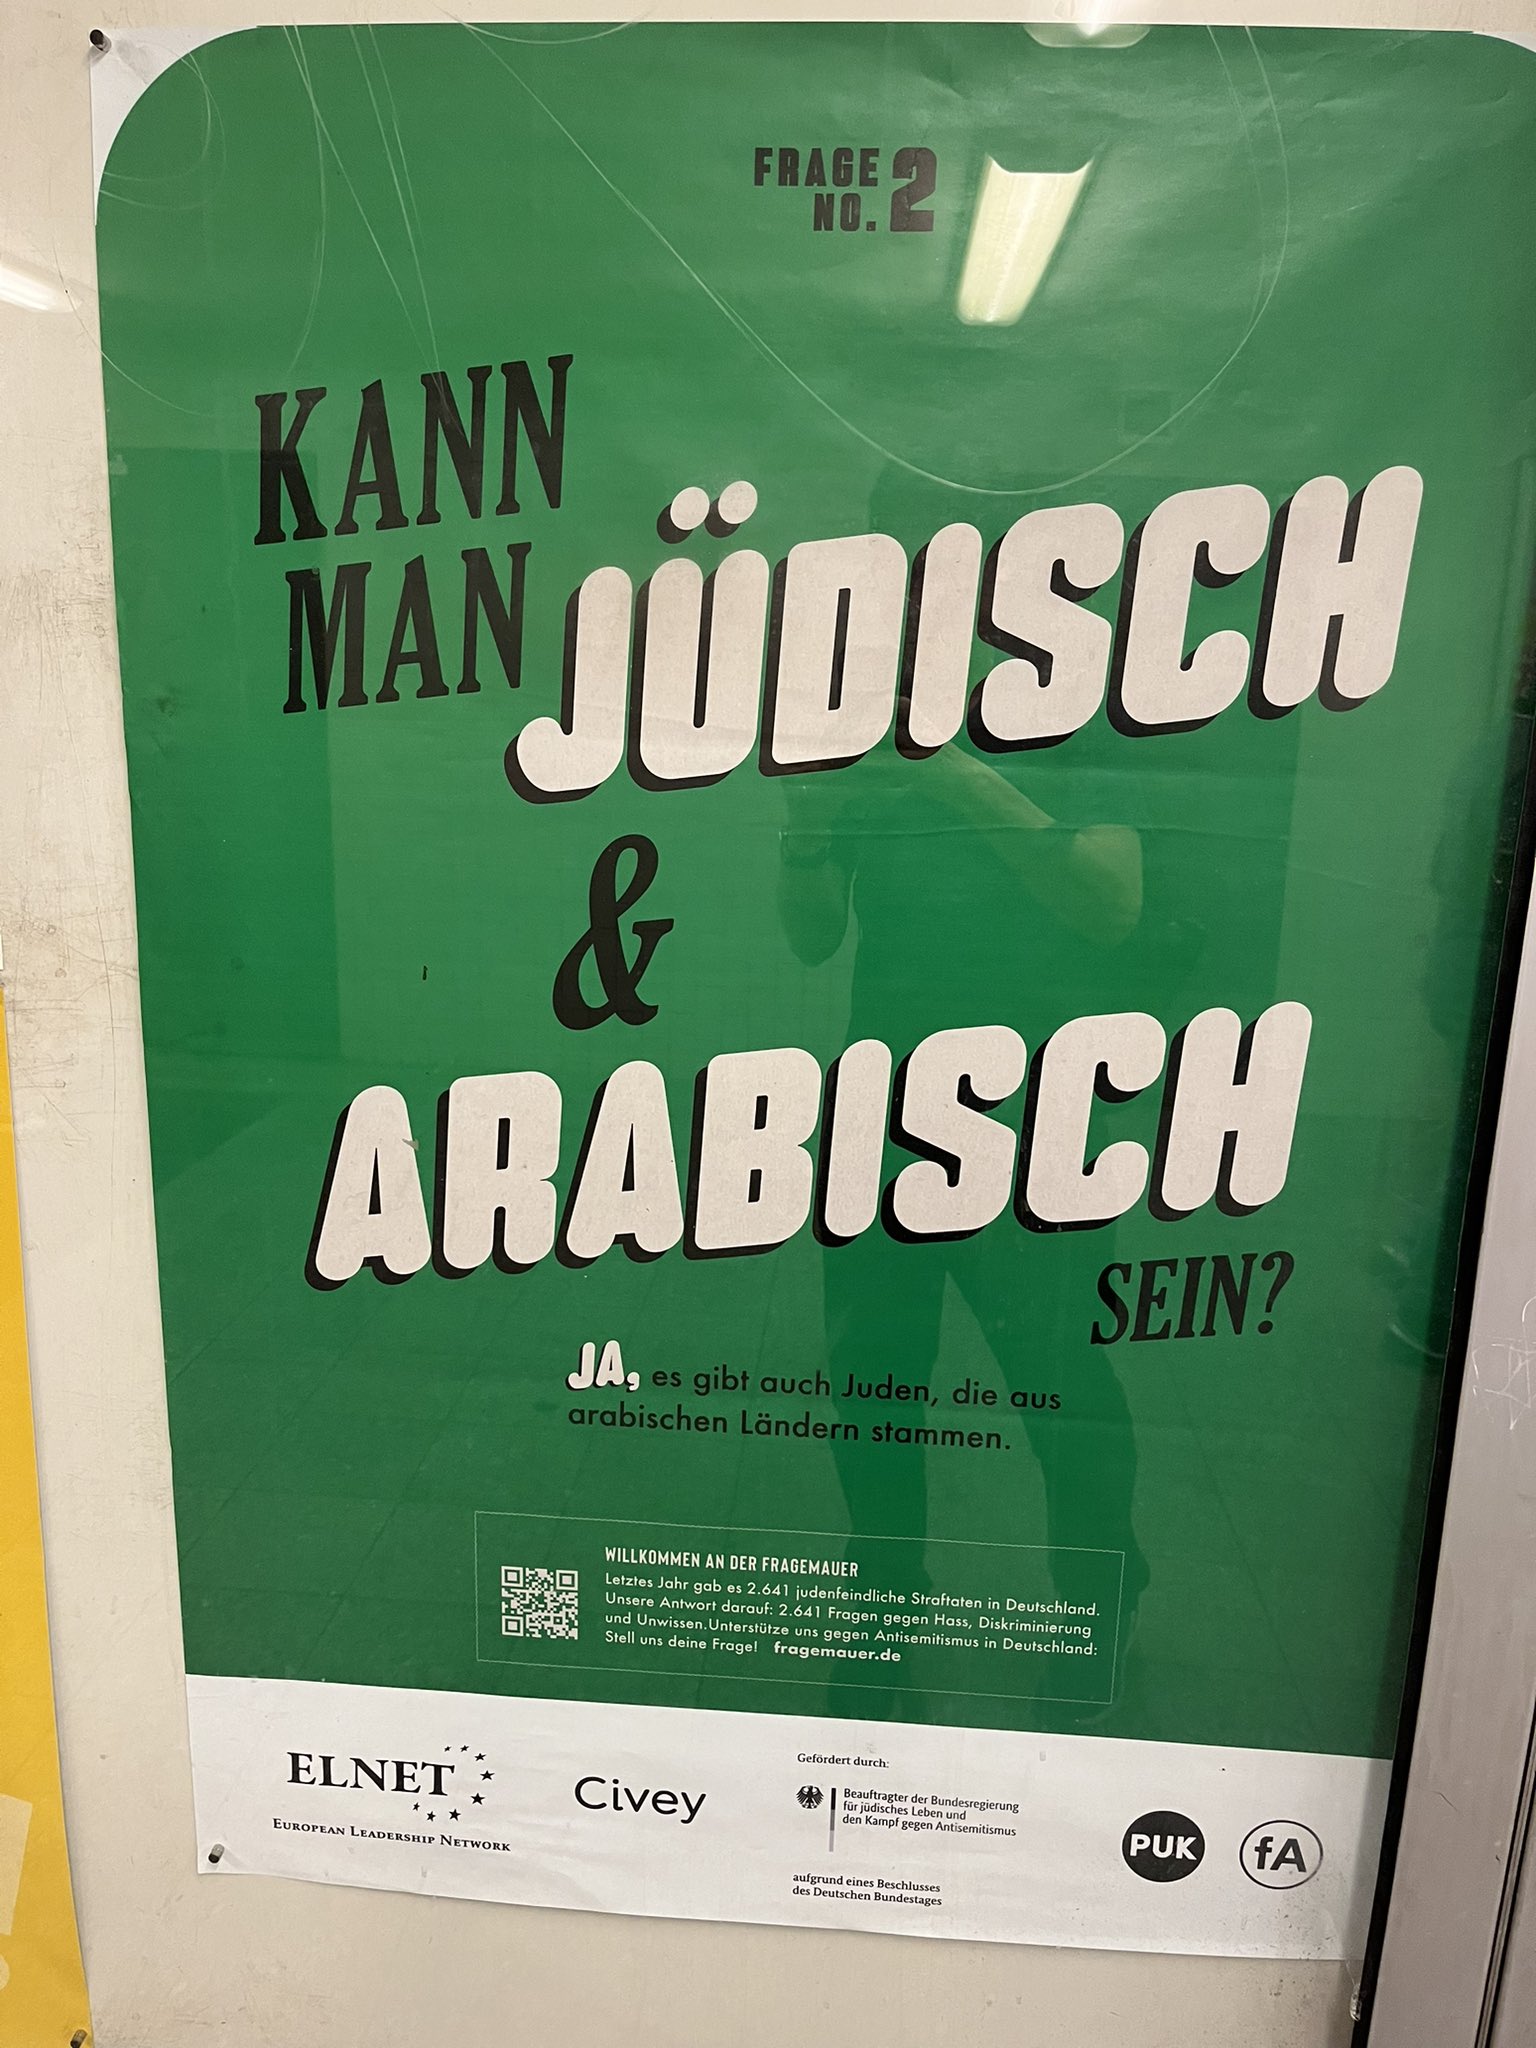 FRAGE
NO. 2
KANN
MAN JÜDISCH
&
ARABISCH
SEIN?
JA, es gibt auch Juden, die aus
arabischen Ländern stammen.
WILLKOMMEN AN DER FRAGEMAUER
Letztes Jahr gab es 2.641 judenfeindliche Straftaten in Deutschland.
Unsere Antwort darauf: 2.641 Fragen gegen Hass, Diskriminierung
und Unwissen.Unterstütze uns gegen Antisemitismus in Deutschland:
Stell uns deine Frage! fragemauer.de
ELNET
EUROPEAN LEADERSHIP NETWORK
Civey
Gefördert durch:
Beauftragter der Bundesregierung
für jüdisches Leben und
den Kampf gegen Antisemitismus
aufgrund eines Beschlusses
des Deutschen Bundestages
PUK
fA